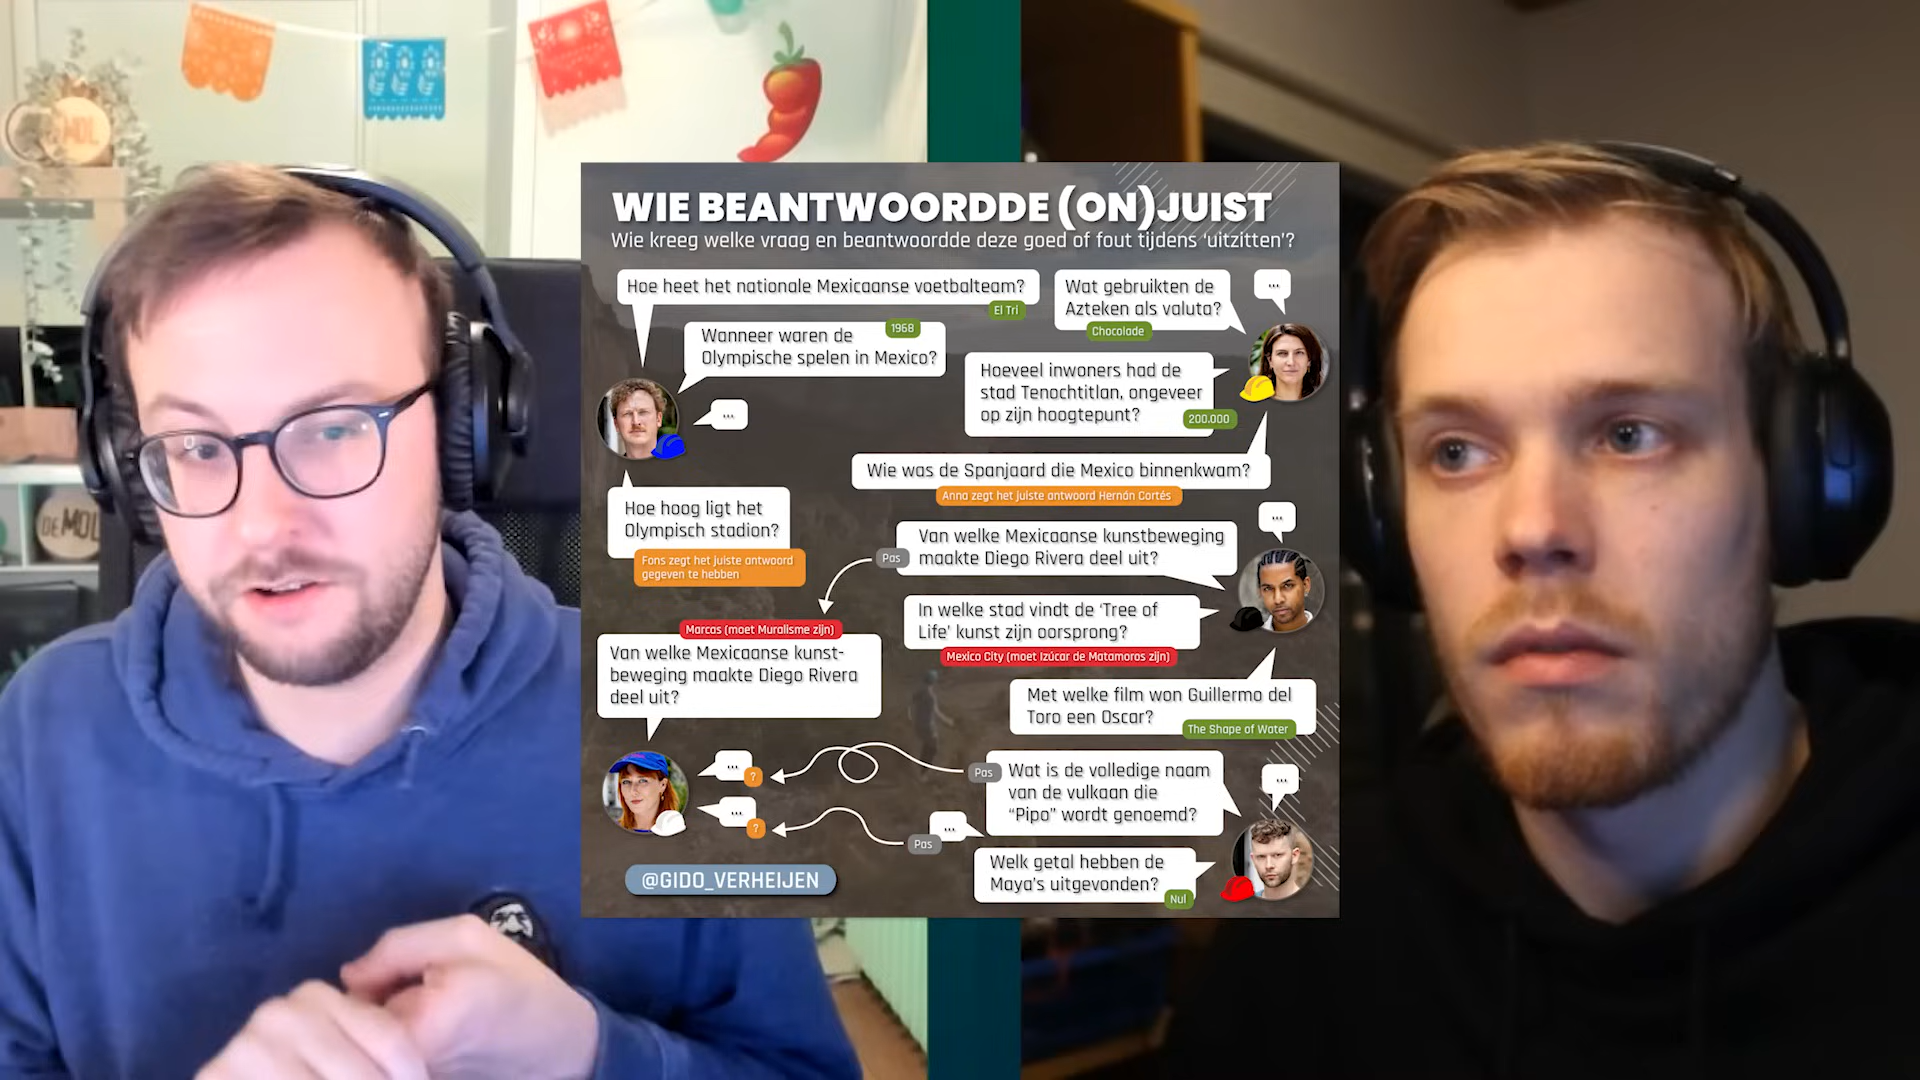 WIE BEANTWOORDDE (ON)JUIST
Wie kreeg welke vraag en beantwoordde deze goed of fout tijdens ‘uitzitten’?
Hoe heet het nationale Mexicaanse voetbalteam?
El Tri
Wat gebruikten de
Azteken als valuta?
Chocolade
...
Wanneer waren de
Olympische spelen in Mexico?
1968
Hoeveel inwoners had de
stad Tenochtitlan, ongeveer
op zijn hoogtepunt?
200.000
...
Wie was de Spanjaard die Mexico binnenkwam?
Anna zegt het juiste antwoord Hernán Cortés
Hoe hoog ligt het
Olympisch stadion?
Fons zegt het juiste antwoord
gegeven te hebben
...
Van welke Mexicaanse kunstbeweging
maakte Diego Rivera deel uit?
Pas
In welke stad vindt de ‘Tree of
Life’ kunst zijn oorsprong?
Mexico City (moet Izúcar de Matamoros zijn)
Marcas (moet Muralisme zijn)
Van welke Mexicaanse kunst-
beweging maakte Diego Rivera
deel uit?
Met welke film won Guillermo del
Toro een Oscar?
The Shape of Water
...
?
Pas
Wat is de volledige naam
van de vulkaan die
“Pipo” wordt genoemd?
...
...
?
Pas
...
Welk getal hebben de
Maya's uitgevonden?
Nul
@GIDO_VERHEIJEN
MOL
DE MOL